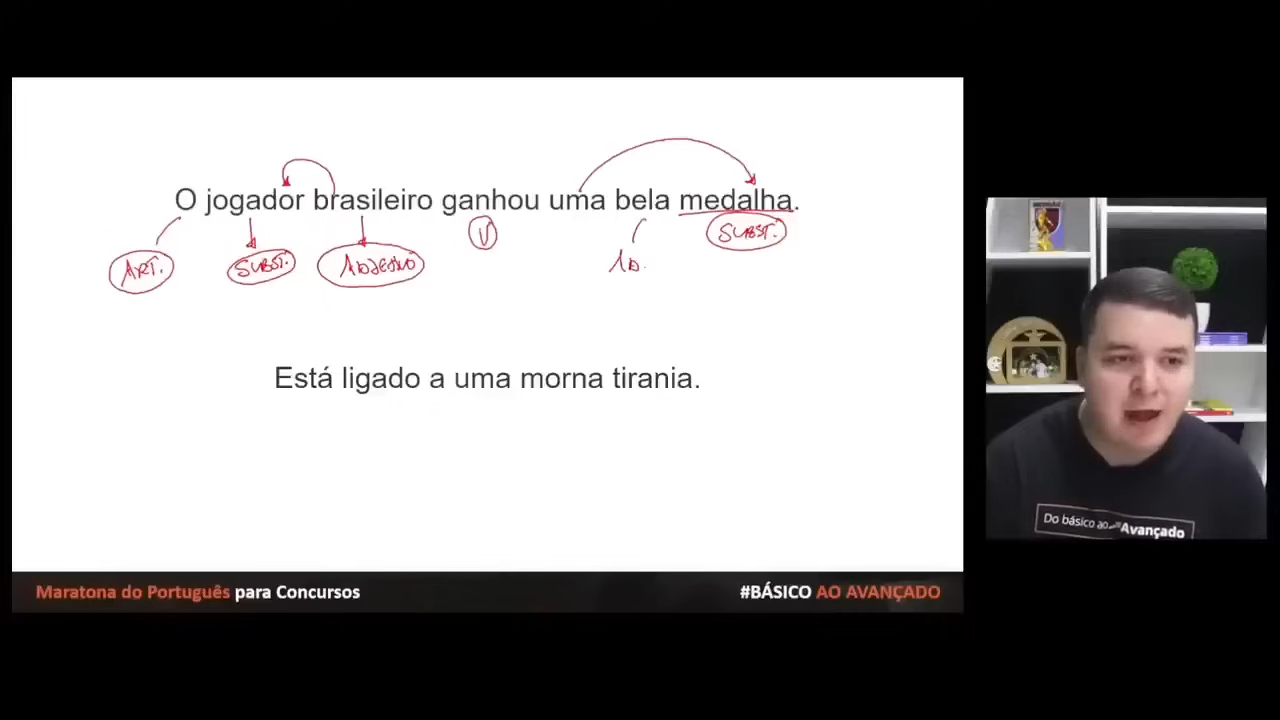 O jogador brasileiro ganhou uma bela medalha.
V
SUBST.
ART.
SUBST.
ADJETIVO
AD.
Está ligado a uma morna tirania.
Do básico ao Avançado
Maratona do Português para Concursos
#BÁSICO AO AVANÇADO